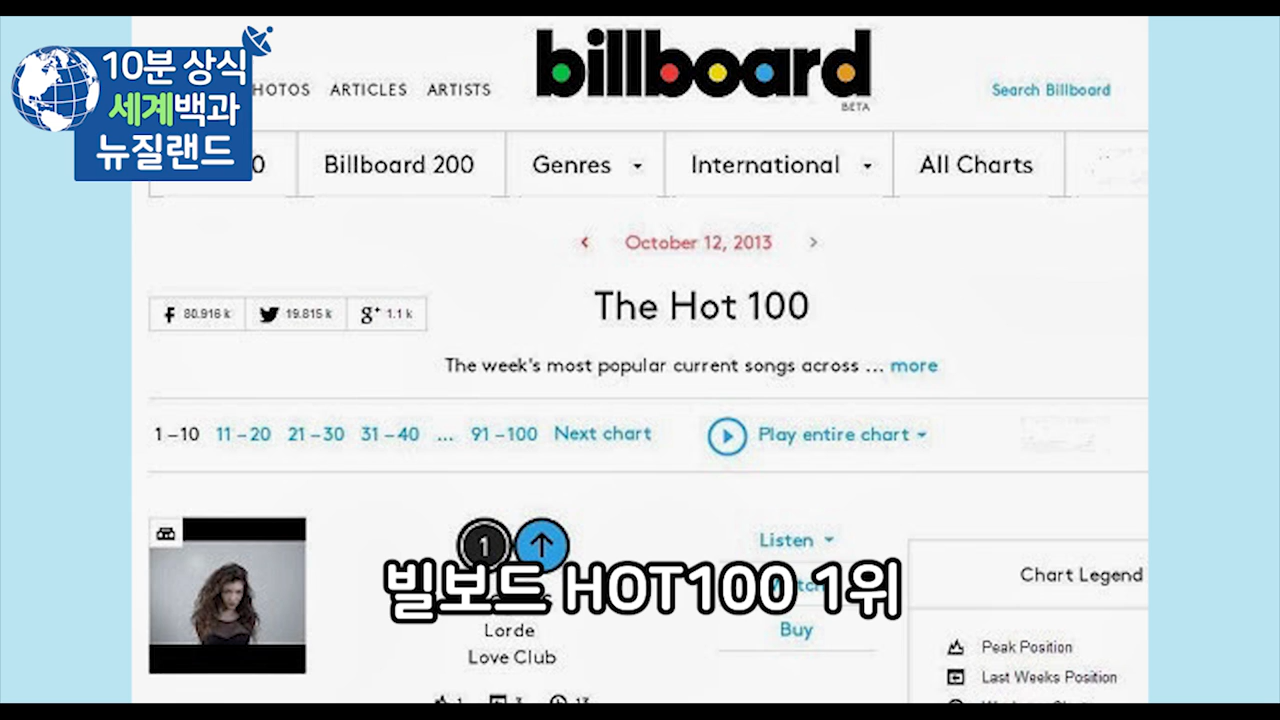 10분 상식
세계백과
뉴질랜드
HOTOS ARTICLES ARTISTS
billboard
BETA
Search Billboard
0 Billboard 200 Genres International All Charts
October 12, 2013
80.916 k 19.815 k g+ 1.1 k
The Hot 100
The week's most popular current songs across ... more
1–10 11–20 21–30 31–40 ... 91–100 Next chart Play entire chart
1
Listen
빌보드 HOT100 1위
Chart Legend
Lorde
Buy
Love Club
Peak Position
Last Weeks Position